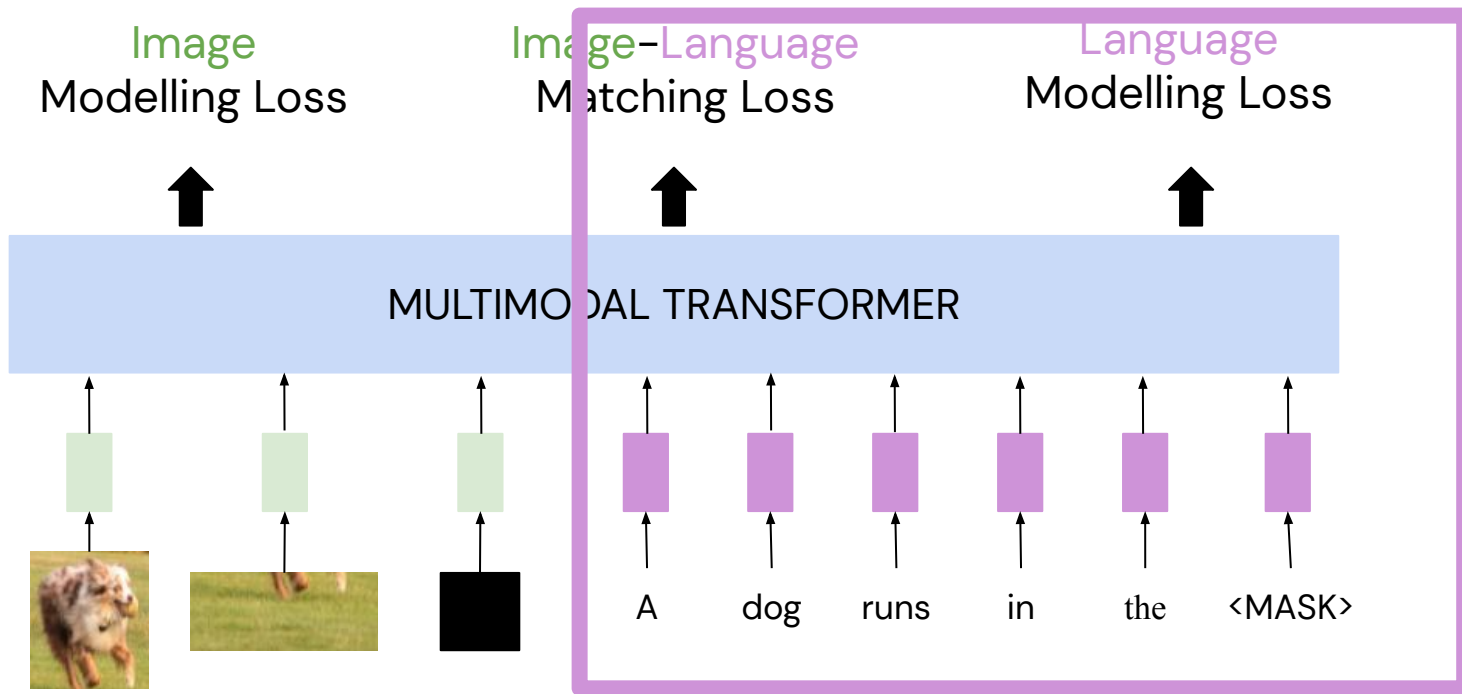 Image
Modelling Loss
Image-Language
Matching Loss
Language
Modelling Loss
MULTIMODAL TRANSFORMER
A dog runs in the <MASK>